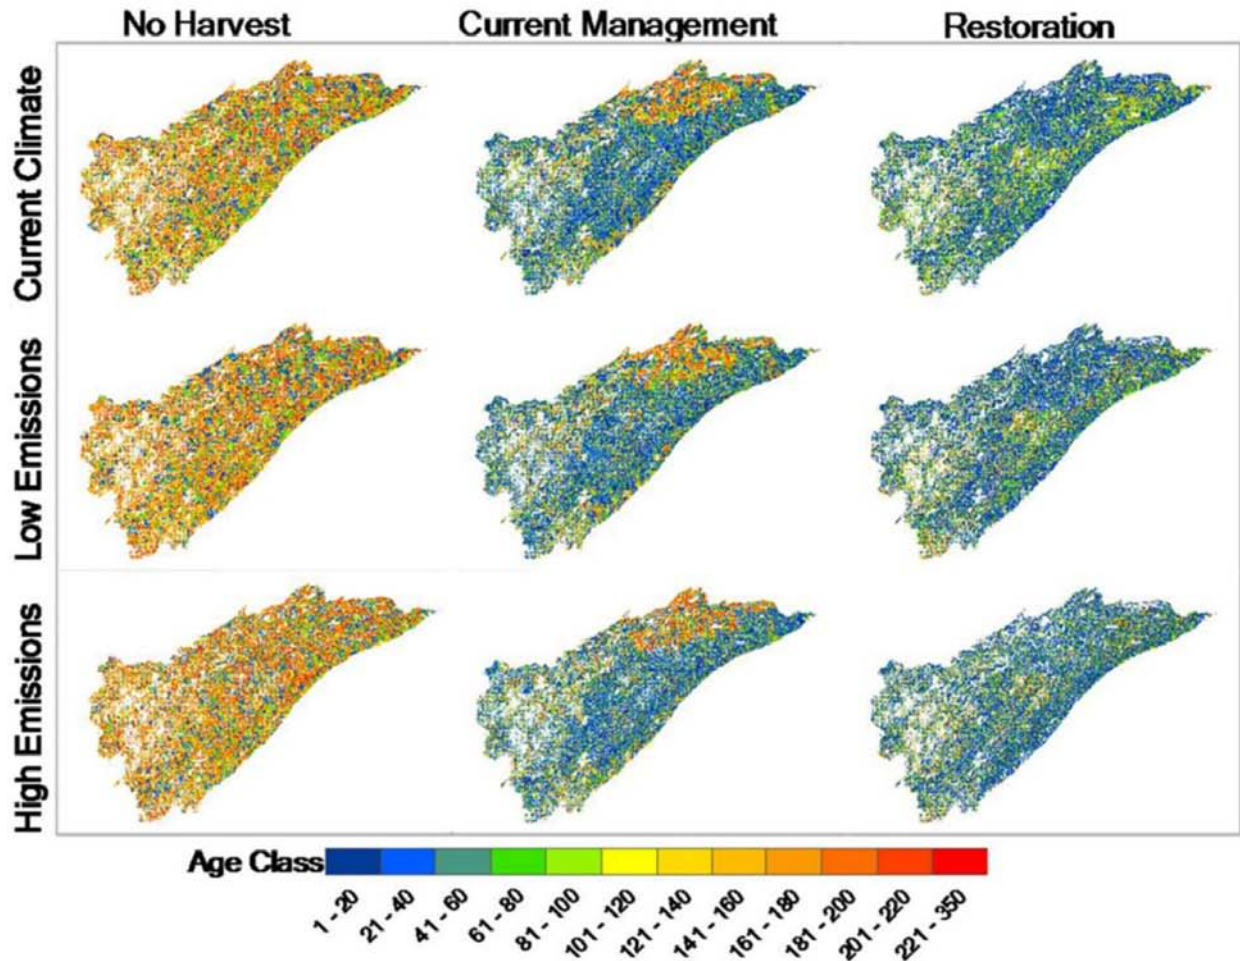 No Harvest Current Management Restoration
Current Climate
Low Emissions
High Emissions
Age Class
1 - 20
21 - 40
41 - 60
61 - 80
81 - 100
101 - 120
121 - 140
141 - 160
161 - 180
181 - 200
201 - 220
221 - 350